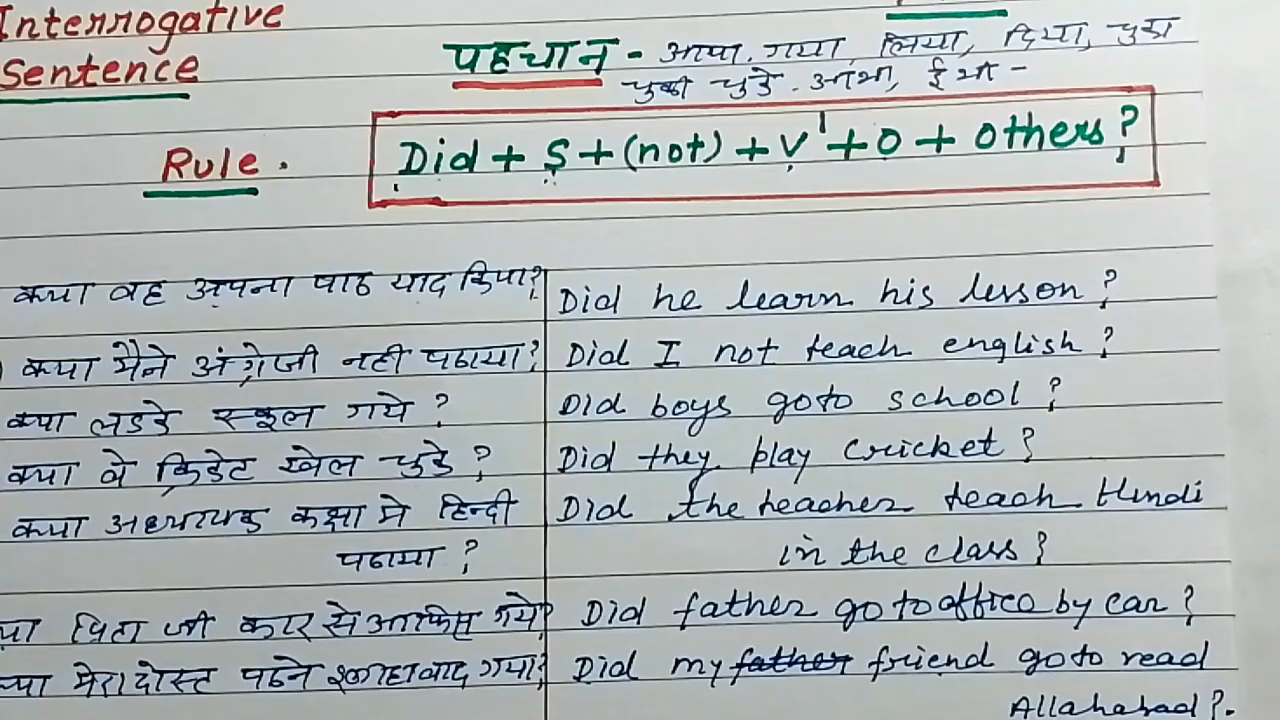 Interrogative
Sentence
पहचान - आया, गया, लिया, दिया, चुका
चुकी चुके. आथा, ईथी -
Rule. Did + S + (not) + V¹ + O + Others?
क्या वह अपना पाठ याद किया? Did he learn his lesson?
क्या मैने अंग्रेजी नही पढाया? Did I not teach english?
क्या लडके स्कूल गये? Did boys go to school?
क्या वे क्रिकेट खेल चुके? Did they play cricket?
क्या अध्यापक कक्षा मे हिन्दी Did the teacher teach Hindi
पढाया? in the class?
पिता जी कार से आफिस गये? Did father go to office by car?
मेरा दोस्त पढने इलाहावाद गया? Did my father friend go to read
Allahabad?.